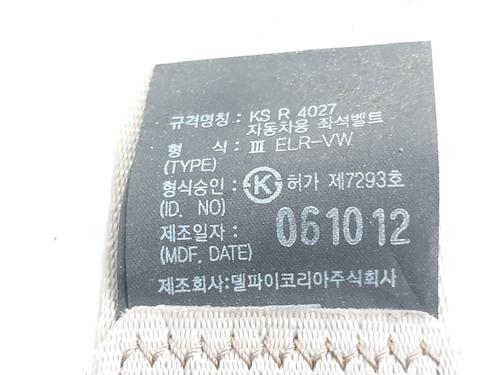 규격명칭 : KS R 4027
자동차용 좌석벨트
형 식 : Ⅲ ELR-VW
(TYPE)
형식승인 : K 허가 제7293호
(ID. NO)
제조일자 : 061012
(MDF. DATE)
제조회사: 델파이코리아주식회사